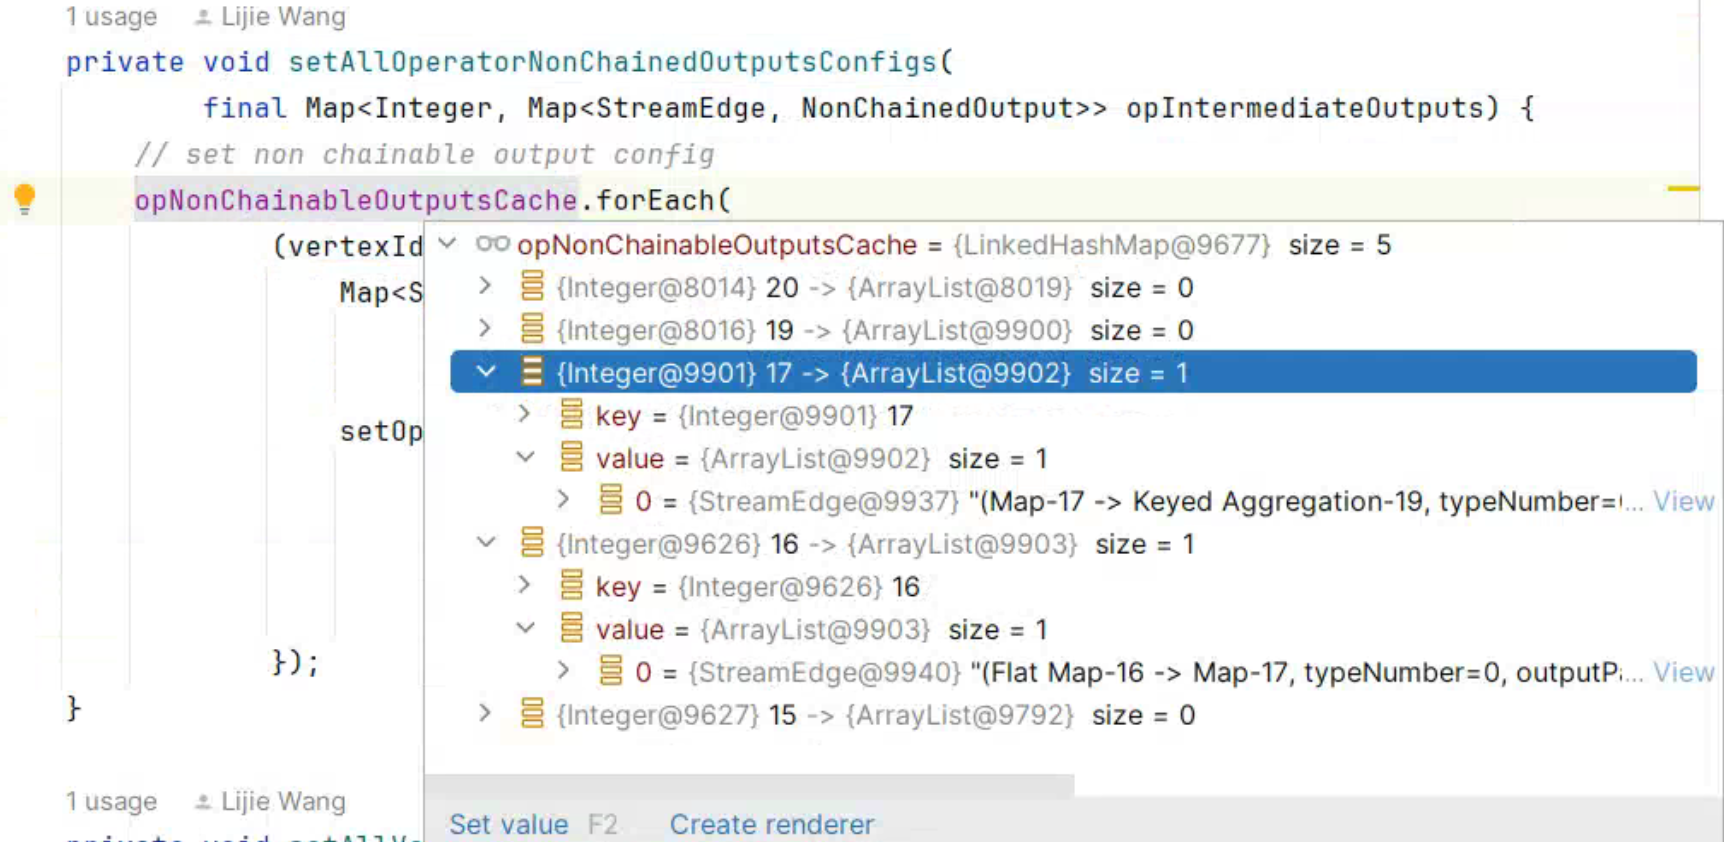 1 usage Lijie Wang
private void setAllOperatorNonChainedOutputsConfigs(
final Map<Integer, Map<StreamEdge, NonChainedOutput>> opIntermediateOutputs) {
// set non chainable output config
opNonChainableOutputsCache.forEach(
(vertexId
opNonChainableOutputsCache = {LinkedHashMap@9677} size = 5
{Integer@8014} 20 -> {ArrayList@8019} size = 0
Map<S
{Integer@8016} 19 -> {ArrayList@9900} size = 0
{Integer@9901} 17 -> {ArrayList@9902} size = 1
key = {Integer@9901} 17
setOp
value = {ArrayList@9902} size = 1
0 = {StreamEdge@9937} "(Map-17 -> Keyed Aggregation-19, typeNumber=... View
{Integer@9626} 16 -> {ArrayList@9903} size = 1
key = {Integer@9626} 16
value = {ArrayList@9903} size = 1
});
0 = {StreamEdge@9940} "(Flat Map-16 -> Map-17, typeNumber=0, outputP... View
}
{Integer@9627} 15 -> {ArrayList@9792} size = 0
1 usage Lijie Wang
Set value F2 Create renderer
private void setAllVe